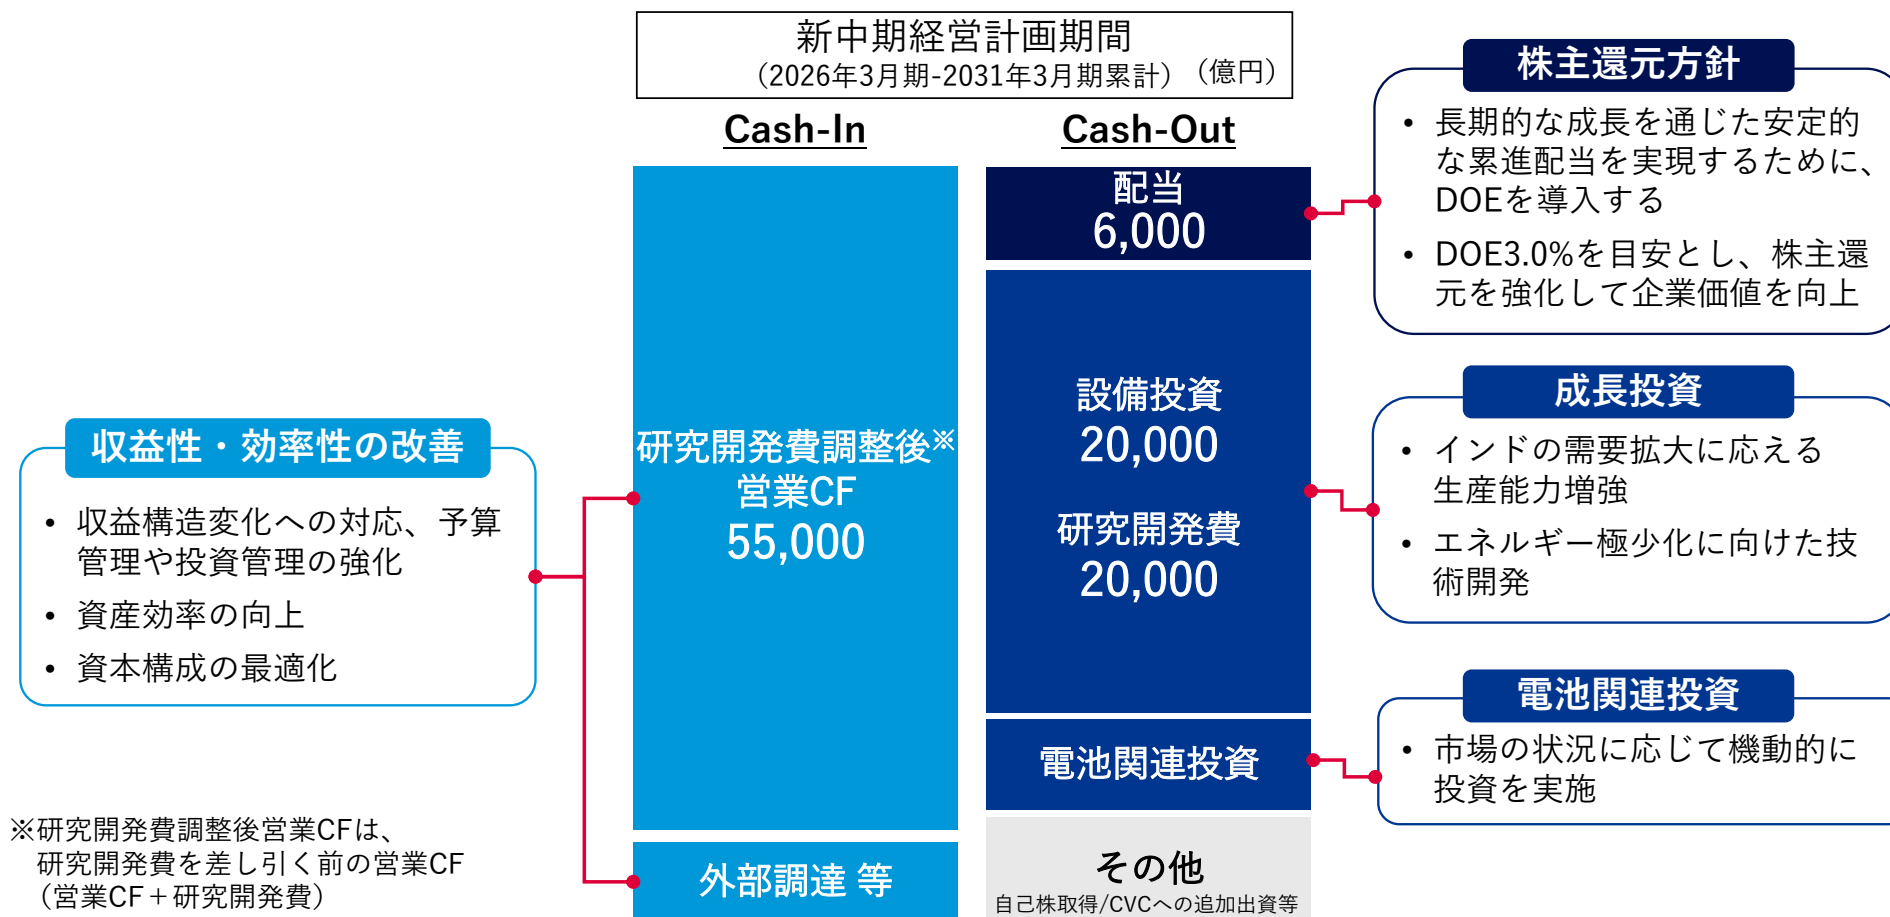 新中期経営計画期間
（2026年3月期-2031年3月期累計）（億円）
Cash-In
Cash-Out
収益性・効率性の改善
• 収益構造変化への対応、予算
管理や投資管理の強化
• 資産効率の向上
• 資本構成の最適化
※研究開発費調整後営業CFは、
研究開発費を差し引く前の営業CF
（営業CF＋研究開発費）
研究開発費調整後※
営業CF
55,000
外部調達 等
配当
6,000
設備投資
20,000
研究開発費
20,000
電池関連投資
その他
自己株取得/CVCへの追加出資等
株主還元方針
• 長期的な成長を通じた安定的
な累進配当を実現するために、
DOEを導入する
• DOE3.0%を目安とし、株主還
元を強化して企業価値を向上
成長投資
• インドの需要拡大に応える
生産能力増強
• エネルギー極少化に向けた技
術開発
電池関連投資
• 市場の状況に応じて機動的に
投資を実施